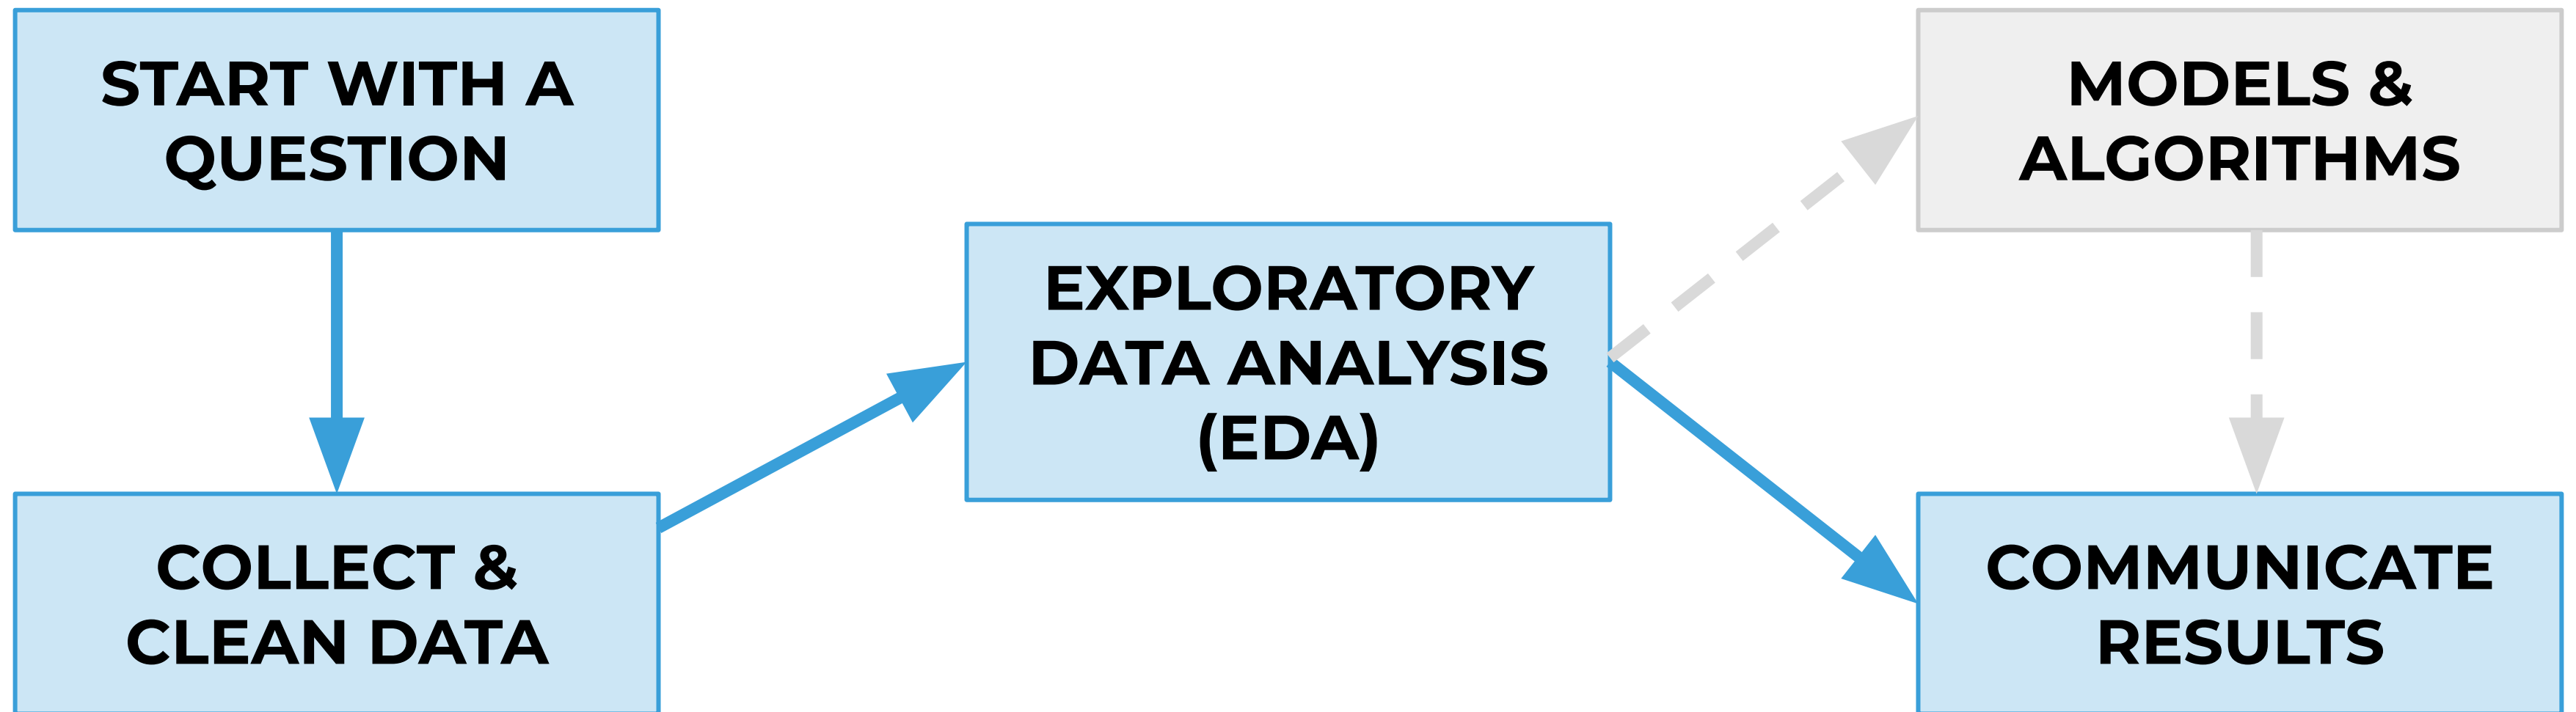 START WITH A
QUESTION
COLLECT &
CLEAN DATA
EXPLORATORY
DATA ANALYSIS
(EDA)
MODELS &
ALGORITHMS
COMMUNICATE
RESULTS